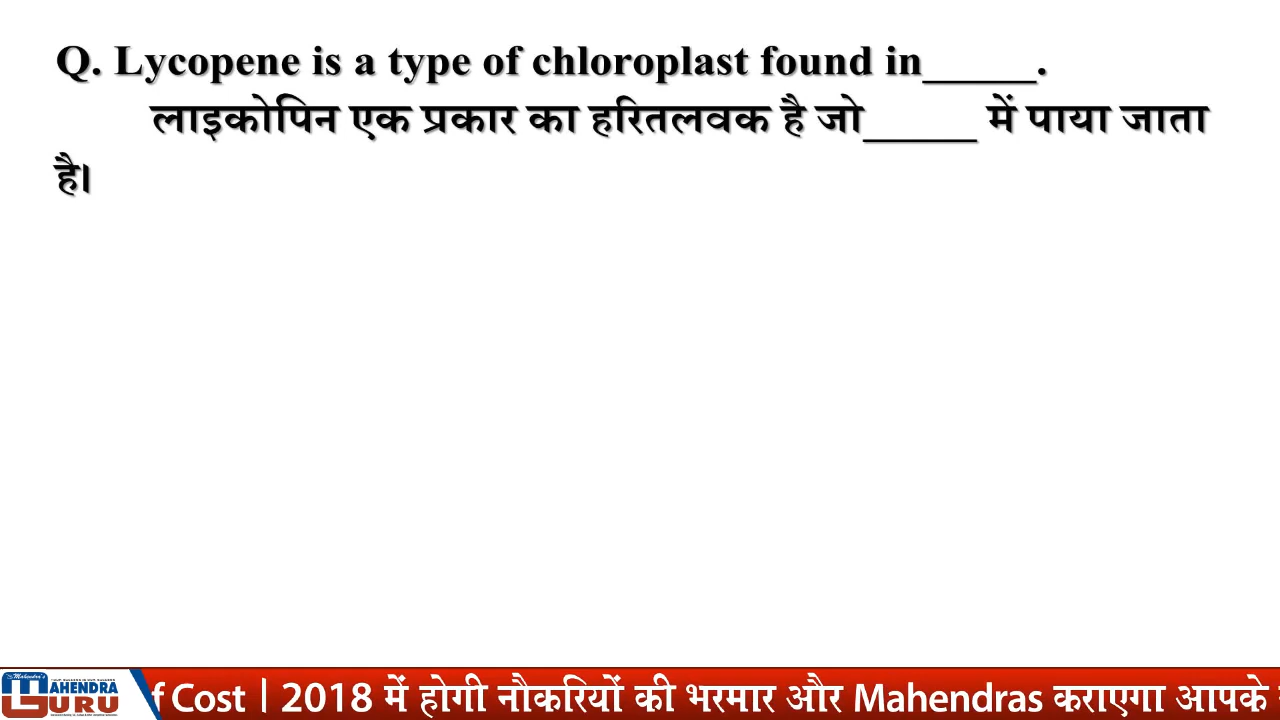 Q. Lycopene is a type of chloroplast found in_____.
लाइकोपिन एक प्रकार का हरितलवक है जो_____ में पाया जाता
है।
Mahendra's
MAHENDRA
GURU
f Cost | 2018 में होगी नौकरियों की भरमार और Mahendras कराएगा आपके